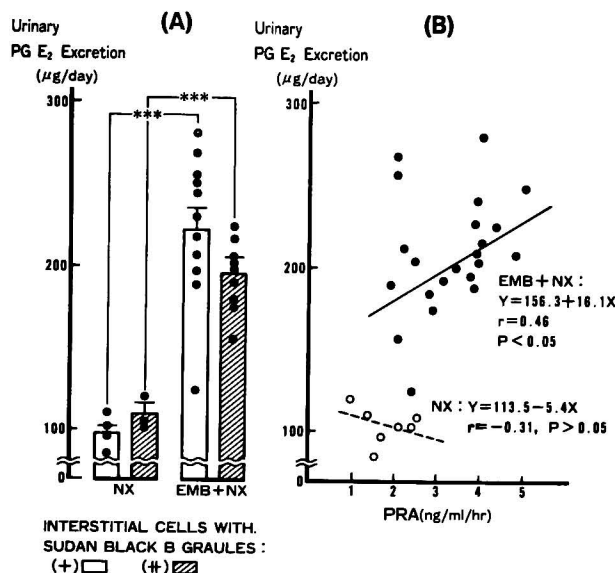 (A)
Urinary
PG E₂ Excretion
(μg/day)
300
200
100
0
***
***
NX
EMB+NX
INTERSTITIAL CELLS WITH.
SUDAN BLACK B GRAULES :
(+) (⧺)
(B)
Urinary
PG E₂ Excretion
(μg/day)
300
200
100
0
EMB+NX :
Y=156.3+16.1X
r=0.46
P<0.05
NX : Y=113.5−5.4X
r=−0.31, P>0.05
1 2 3 4 5
PRA(ng/ml/hr)